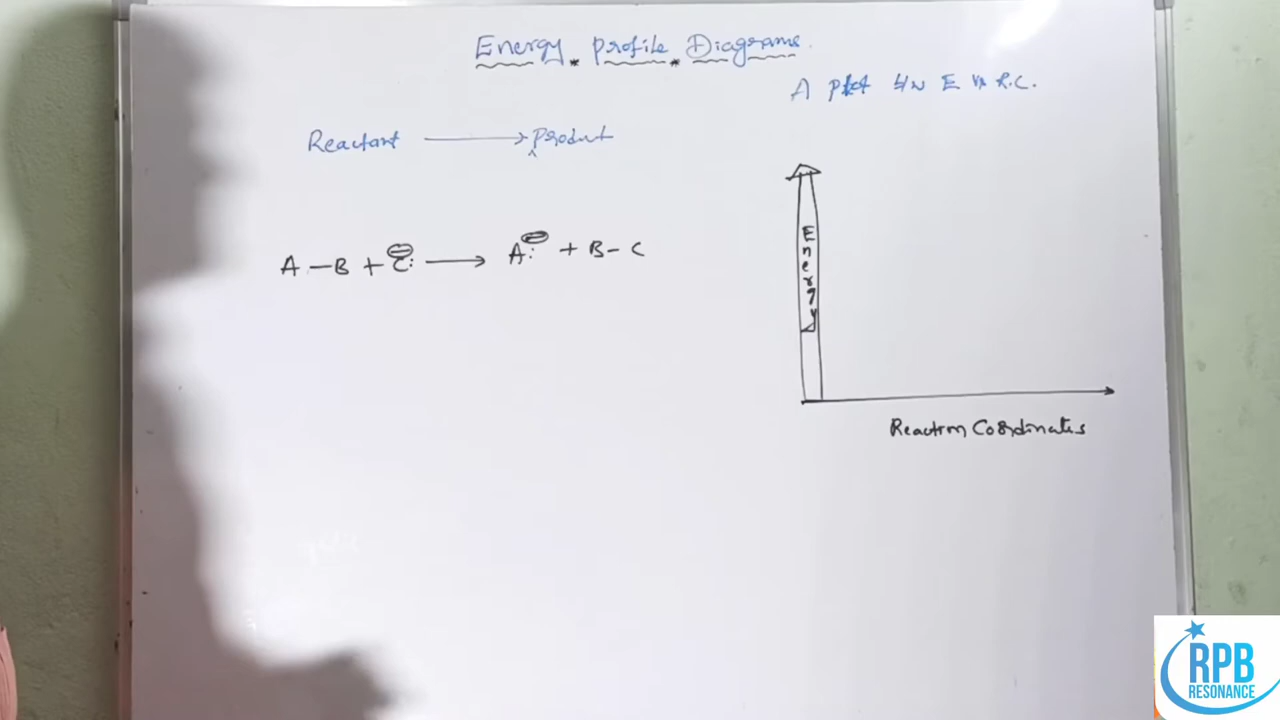 Energy Profile Diagrams
A plot b/w E vs R.C.
Reactant → Product
A – B + C:⊖ → A:⊖ + B – C
Energy
Reaction Coordinates
RPB
RESONANCE